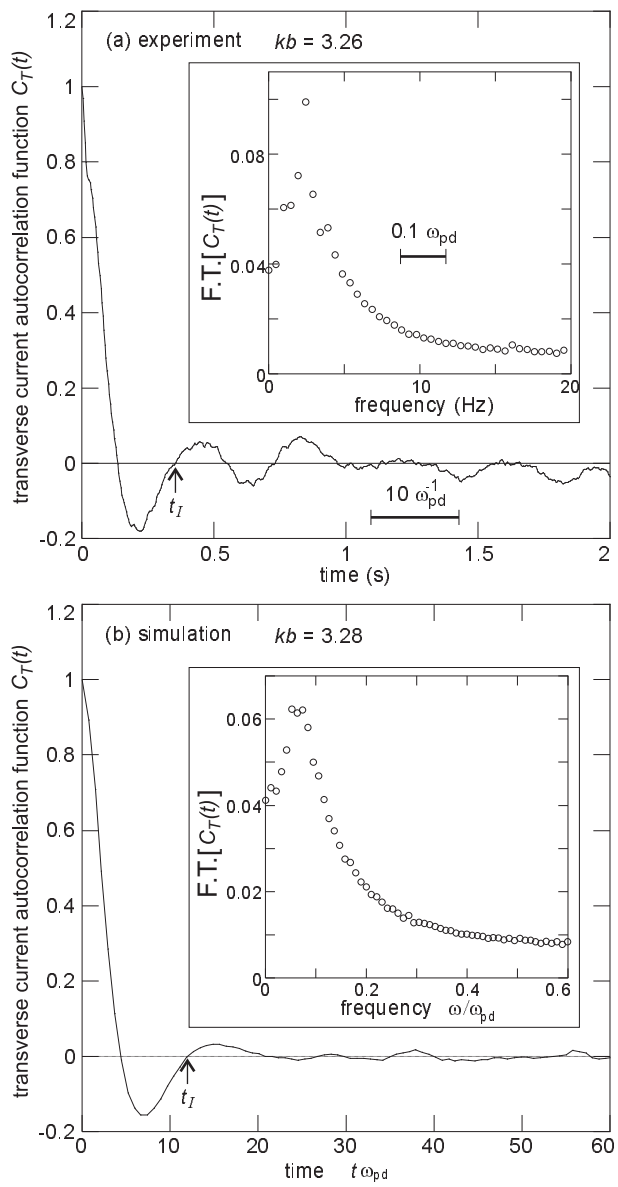 (a) experiment kb = 3.26
transverse current autocorrelation function C_T(t)
1.2
1
0.8
0.6
0.4
0.2
0
-0.2
F.T.[C_T(t)]
0.08
0.04
0
0.1 ω_pd
0 10 20
frequency (Hz)
t_I
10 ω_pd^-1
0 0.5 1 1.5 2
time (s)
(b) simulation kb = 3.28
transverse current autocorrelation function C_T(t)
1.2
1
0.8
0.6
0.4
0.2
0
-0.2
F.T.[C_T(t)]
0.06
0.04
0.02
0
0 0.2 0.4 0.6
frequency ω/ω_pd
t_I
0 10 20 30 40 50 60
time t ω_pd